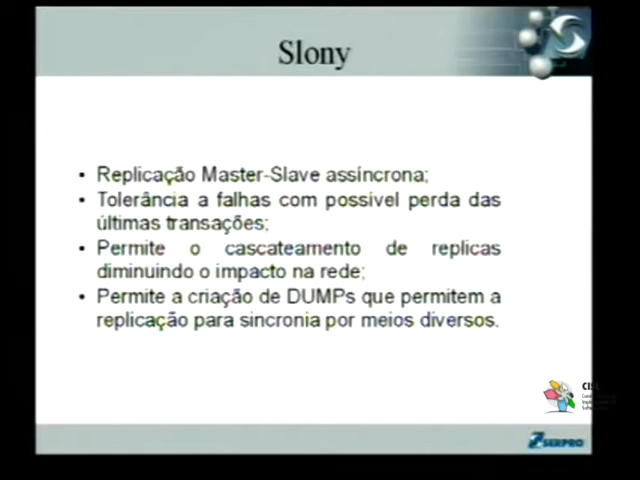 Slony
• Replicação Master-Slave assíncrona;
• Tolerância a falhas com possível perda das
últimas transações;
• Permite o cascateamento de replicas
diminuindo o impacto na rede;
• Permite a criação de DUMPs que permitem a
replicação para sincronia por meios diversos.
SERPRO